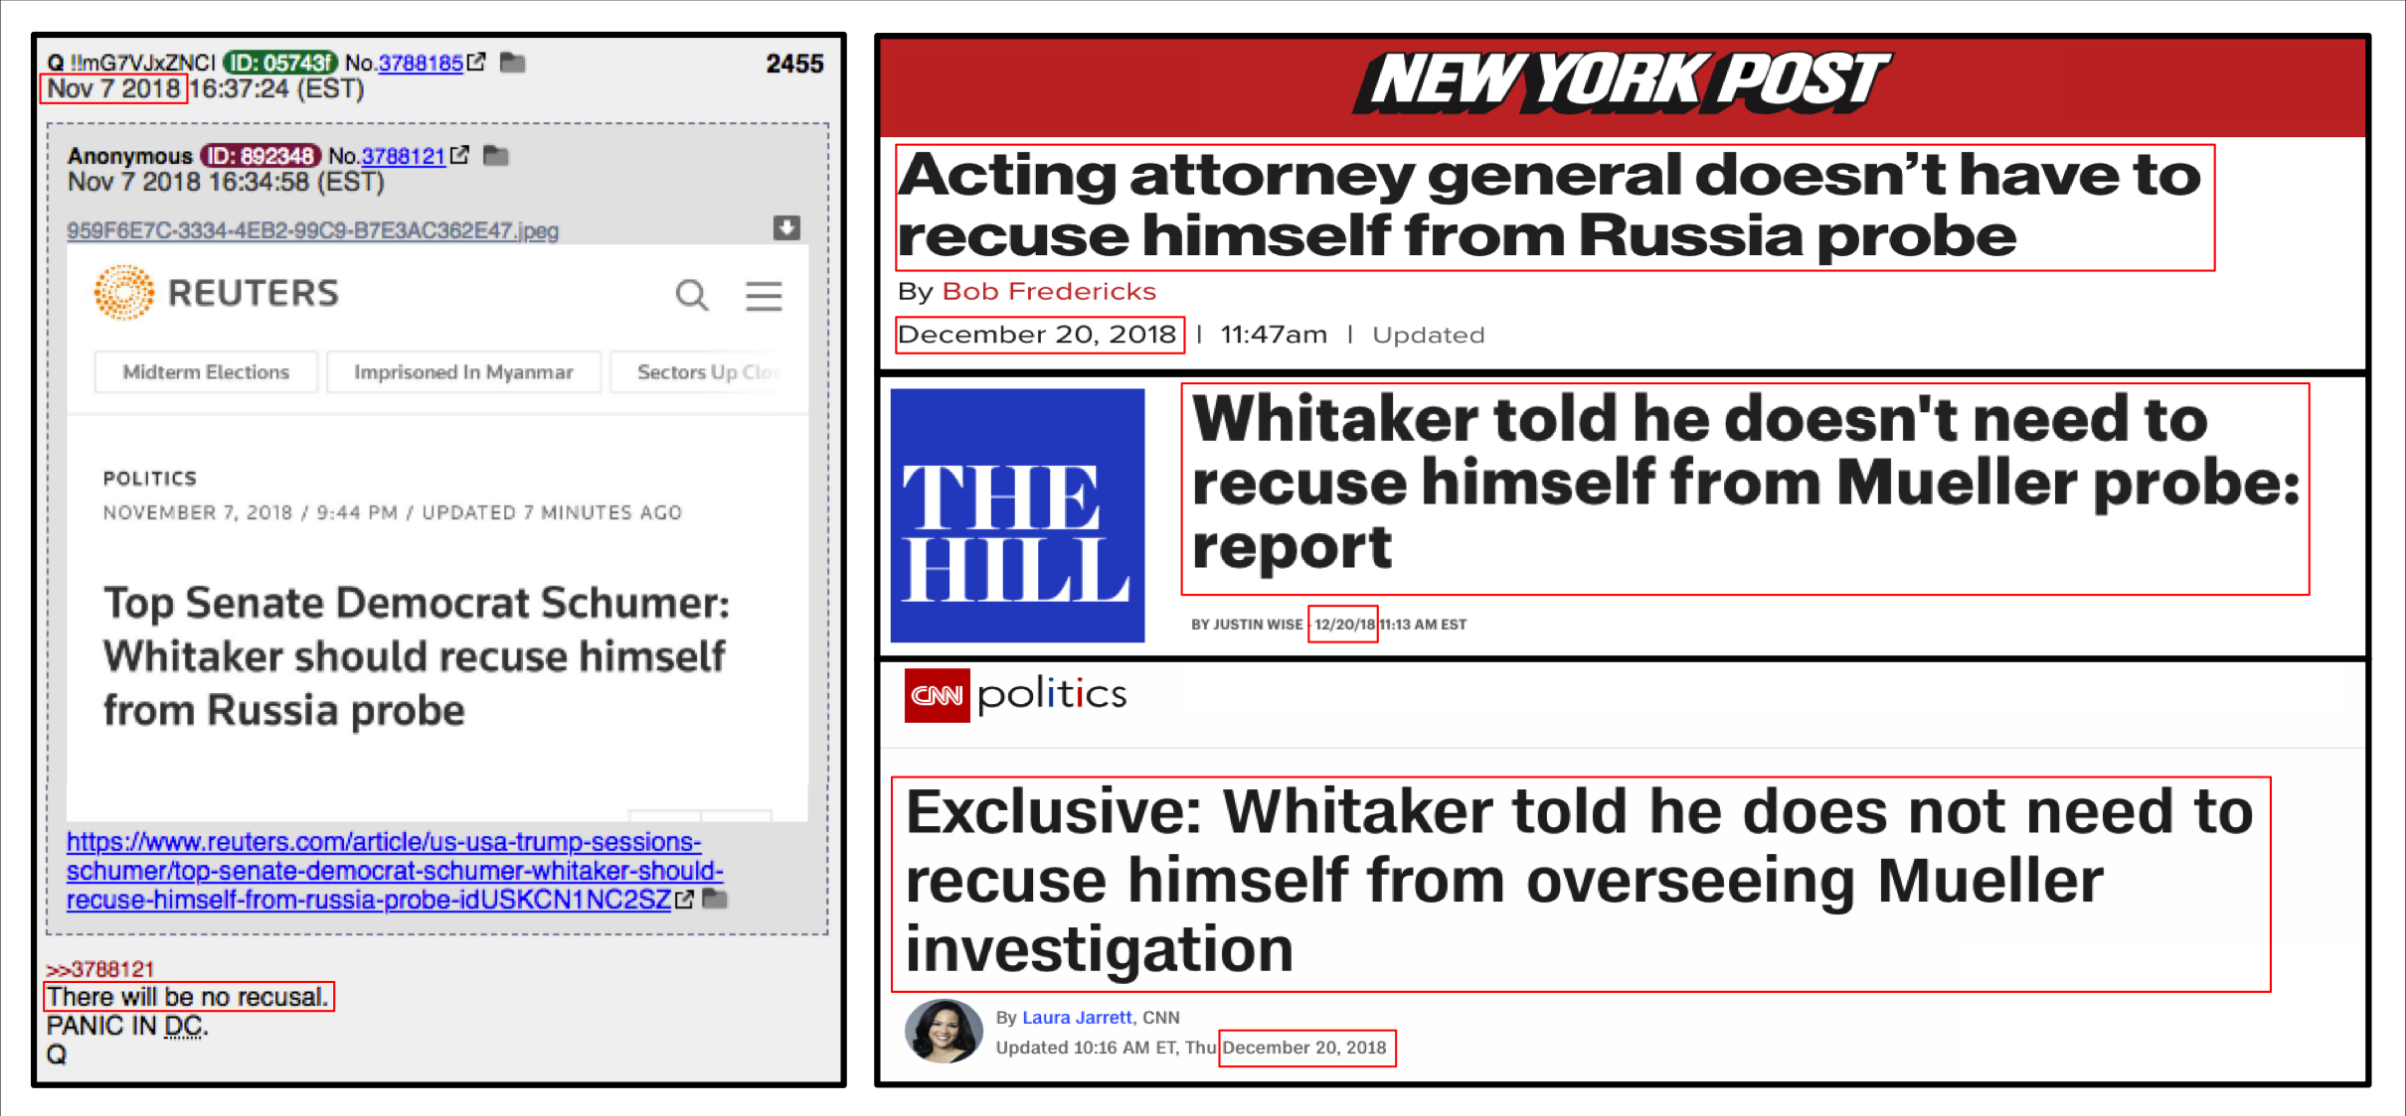 Q !!mG7VJxZNCI ID: 05743f No.3788185 2455
Nov 7 2018 16:37:24 (EST)
Anonymous ID: 892348 No.3788121
Nov 7 2018 16:34:58 (EST)
959F6E7C-3334-4EB2-99C9-B7E3AC362E47.jpeg
REUTERS
Midterm Elections Imprisoned In Myanmar Sectors Up Clos
POLITICS
NOVEMBER 7, 2018 / 9:44 PM / UPDATED 7 MINUTES AGO
Top Senate Democrat Schumer:
Whitaker should recuse himself
from Russia probe
https://www.reuters.com/article/us-usa-trump-sessions-
schumer/top-senate-democrat-schumer-whitaker-should-
recuse-himself-from-russia-probe-idUSKCN1NC2SZ
>>3788121
There will be no recusal.
PANIC IN DC.
Q
NEW YORK POST
Acting attorney general doesn’t have to
recuse himself from Russia probe
By Bob Fredericks
December 20, 2018 | 11:47am | Updated
THE
HILL
Whitaker told he doesn't need to
recuse himself from Mueller probe:
report
BY JUSTIN WISE - 12/20/18 11:13 AM EST
CNN politics
Exclusive: Whitaker told he does not need to
recuse himself from overseeing Mueller
investigation
By Laura Jarrett, CNN
Updated 10:16 AM ET, Thu December 20, 2018